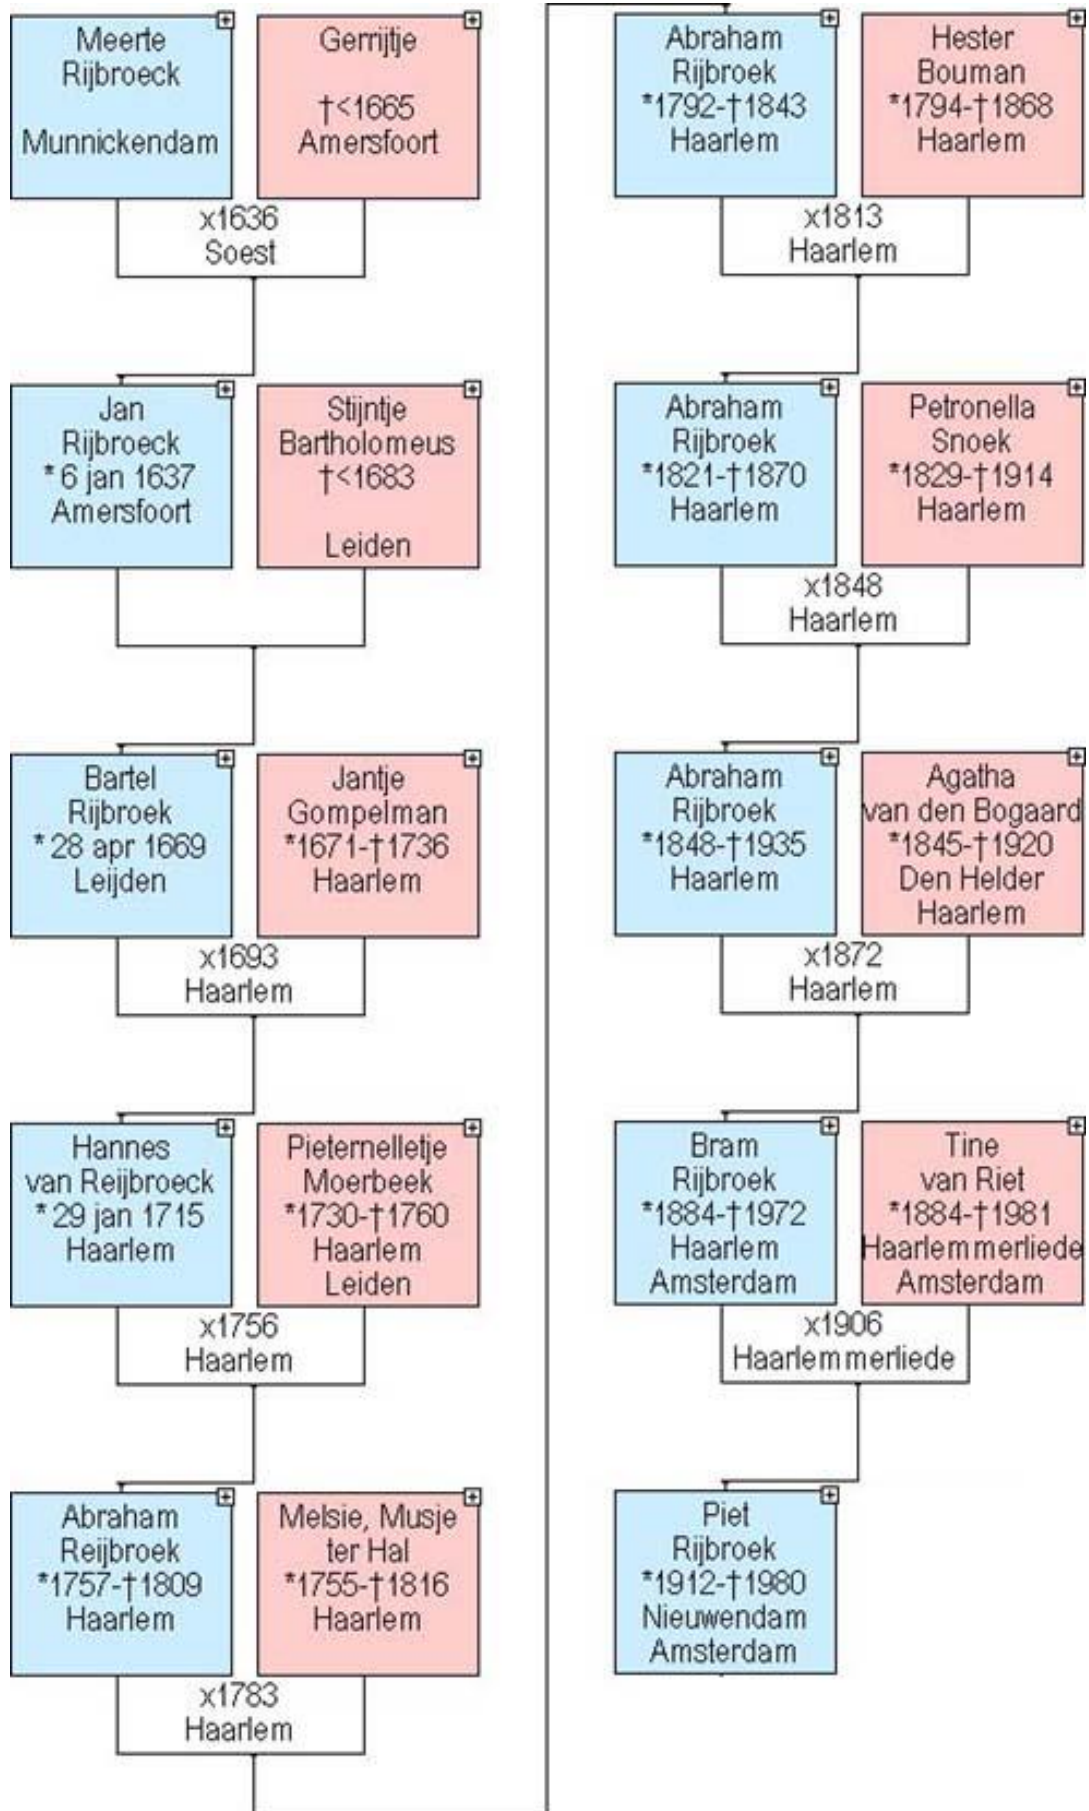 Meerte
Rijbroeck
Munnickendam
Gerrijtje
†<1665
Amersfoort
x1636
Soest
Jan
Rijbroeck
* 6 jan 1637
Amersfoort
Stijntje
Bartholomeus
†<1683
Leiden
Bartel
Rijbroek
* 28 apr 1669
Leijden
Jantje
Gompelman
*1671-†1736
Haarlem
x1693
Haarlem
Hannes
van Reijbroeck
* 29 jan 1715
Haarlem
Pieternelletje
Moerbeek
*1730-†1760
Haarlem
Leiden
x1756
Haarlem
Abraham
Reijbroek
*1757-†1809
Haarlem
Melsie, Musje
ter Hal
*1755-†1816
Haarlem
x1783
Haarlem
Abraham
Rijbroek
*1792-†1843
Haarlem
Hester
Bouman
*1794-†1868
Haarlem
x1813
Haarlem
Abraham
Rijbroek
*1821-†1870
Haarlem
Petronella
Snoek
*1829-†1914
Haarlem
x1848
Haarlem
Abraham
Rijbroek
*1848-†1935
Haarlem
Agatha
van den Bogaard
*1845-†1920
Den Helder
Haarlem
x1872
Haarlem
Bram
Rijbroek
*1884-†1972
Haarlem
Amsterdam
Tine
van Riet
*1884-†1981
Haarlemmerliede
Amsterdam
x1906
Haarlemmerliede
Piet
Rijbroek
*1912-†1980
Nieuwendam
Amsterdam